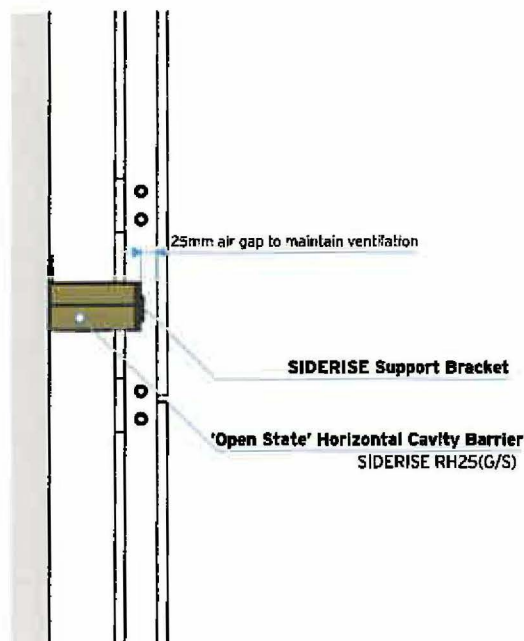 25mm air gap to maintain ventilation
SIDERISE Support Bracket
'Open State' Horizontal Cavity Barrier
SIDERISE RH25(G/S)